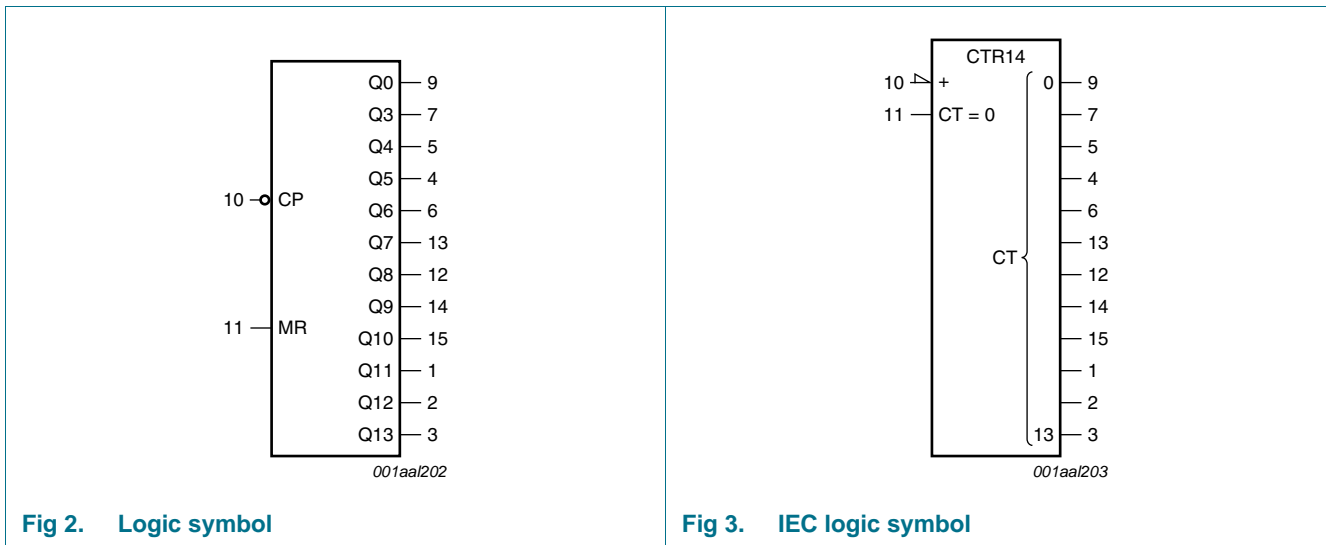 Q0 9
Q3 7
Q4 5
Q5 4
10 CP Q6 6
Q7 13
Q8 12
Q9 14
11 MR Q10 15
Q11 1
Q12 2
Q13 3
001aal202
Fig 2. Logic symbol
CTR14
10 + 0 9
11 CT = 0 7
5
4
6
13
CT 12
14
15
1
2
13 3
001aal203
Fig 3. IEC logic symbol